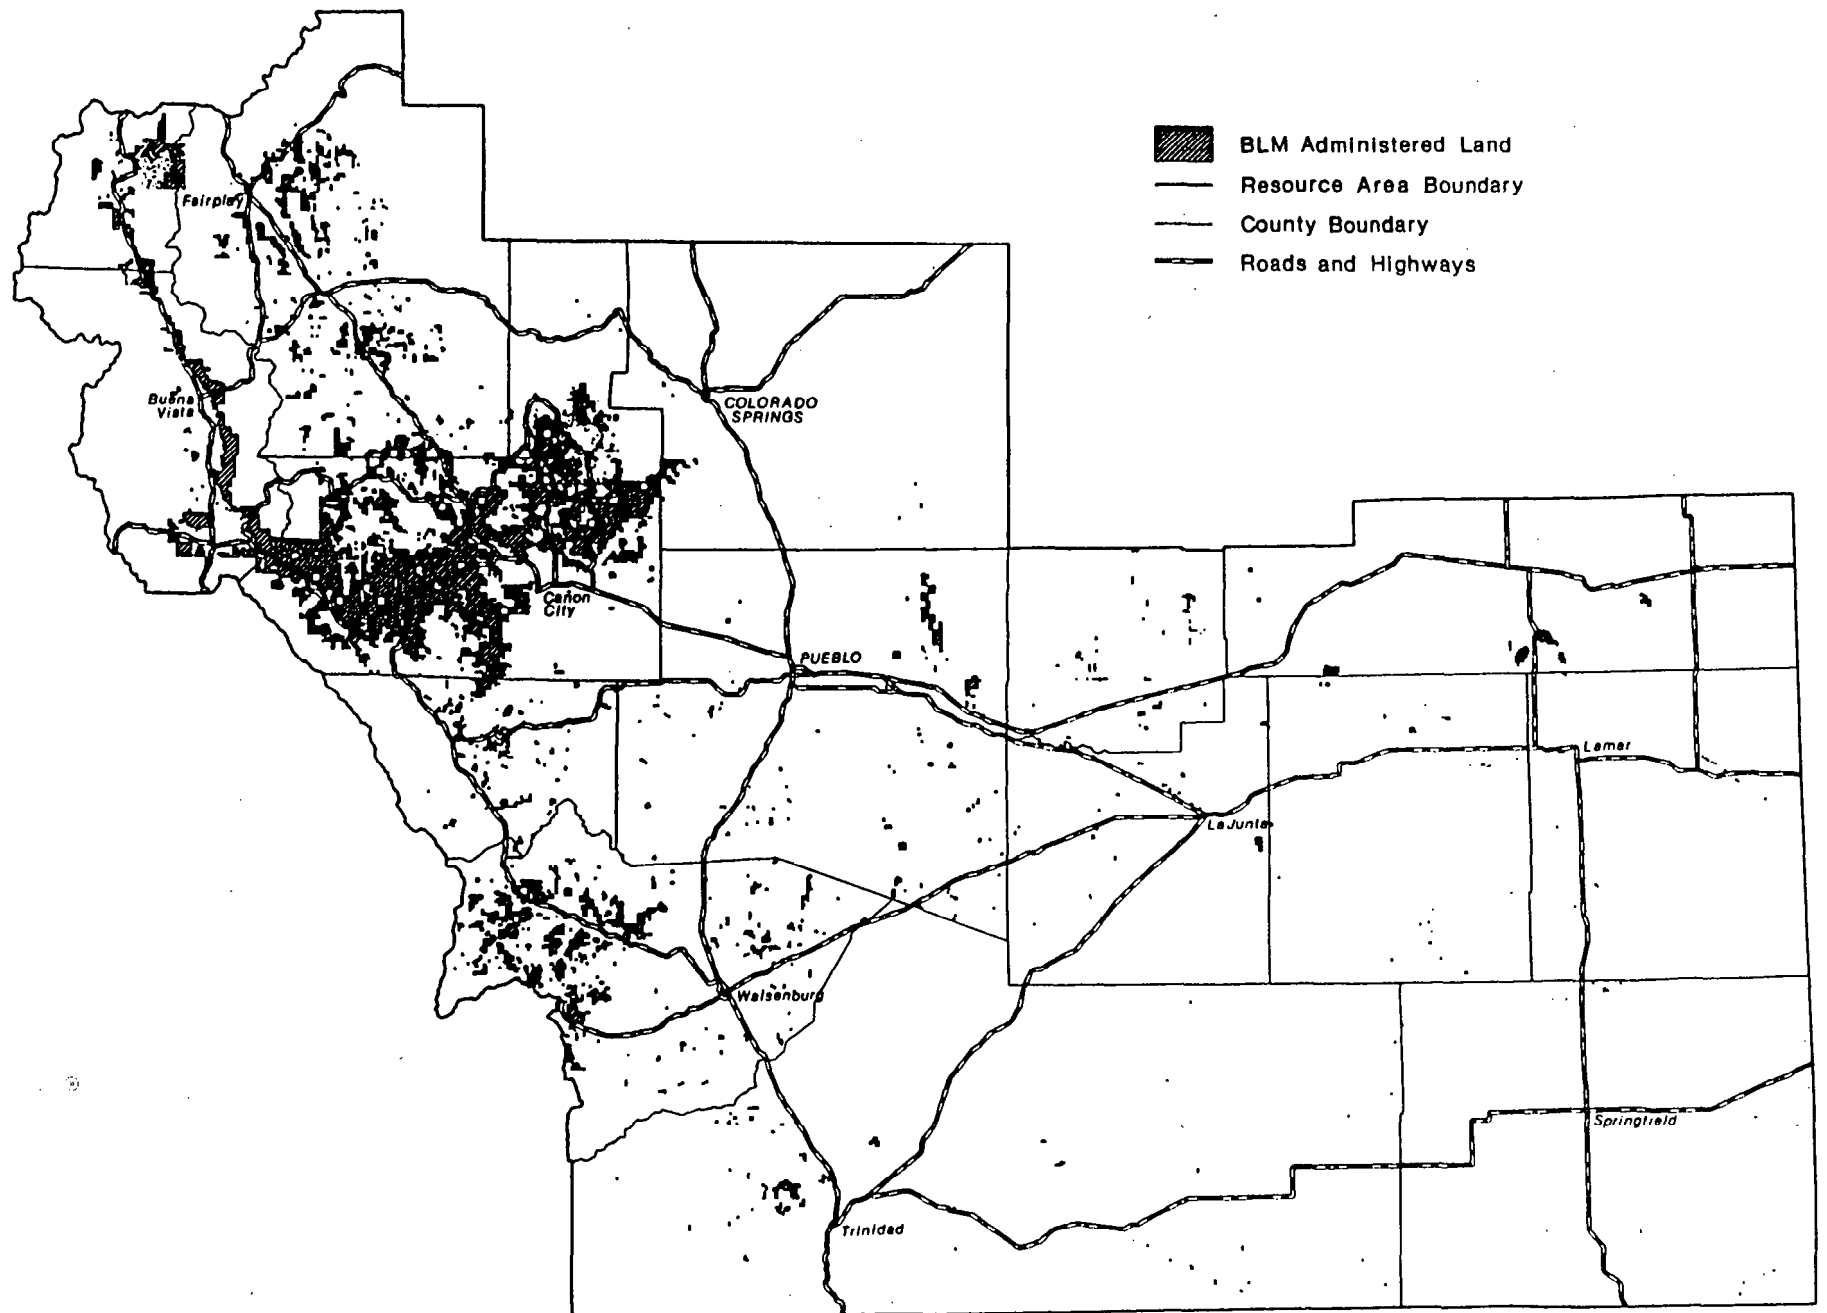 BLM Administered Land
Resource Area Boundary
County Boundary
Roads and Highways
Fairplay
Buena
Vista
COLORADO
SPRINGS
Cañon
City
PUEBLO
Lamar
La Junta
Walsenburg
Springfield
Trinidad